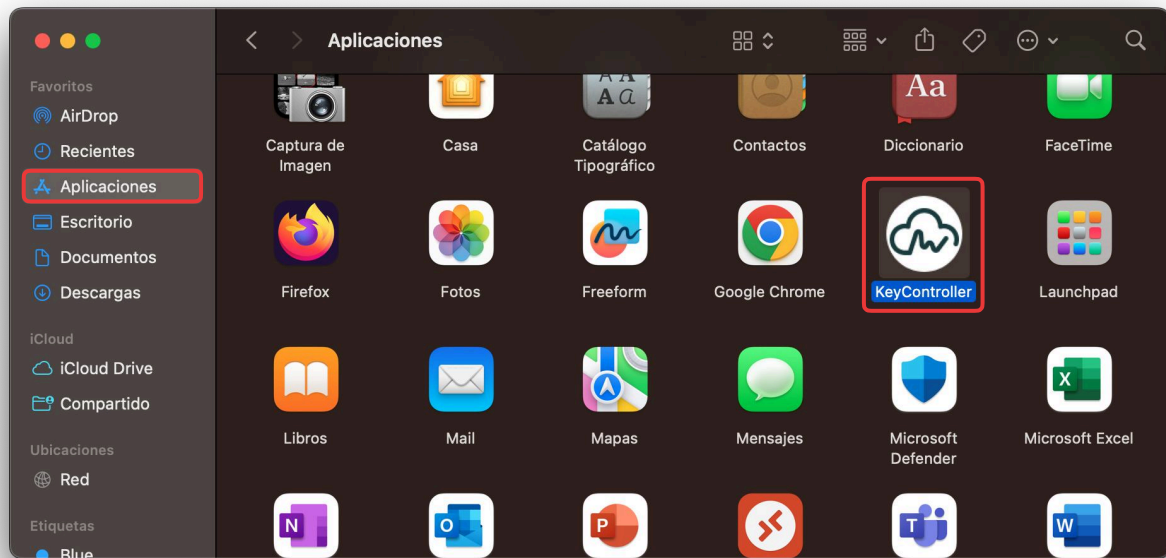 Aplicaciones
Favoritos
AirDrop
Recientes
Aplicaciones
Escritorio
Documentos
Descargas
iCloud
iCloud Drive
Compartido
Ubicaciones
Red
Etiquetas
Blue
A A
A a
Aa
Captura de
Imagen
Casa
Catálogo
Tipográfico
Contactos
Diccionario
FaceTime
Firefox
Fotos
Freeform
Google Chrome
KeyController
Launchpad
X
Libros
Mail
Mapas
Mensajes
Microsoft
Defender
Microsoft Excel
N
O
P
T
W